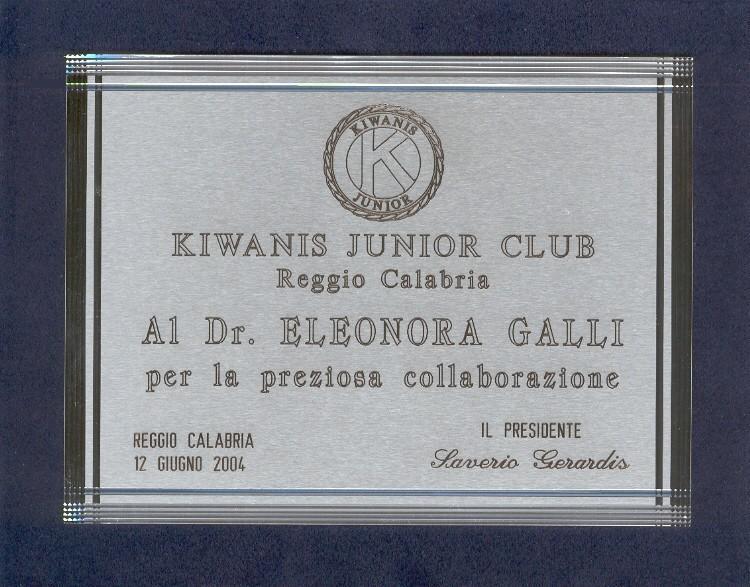 KIWANIS
K
JUNIOR
KIWANIS JUNIOR CLUB
Reggio Calabria
Al Dr. ELEONORA GALLI
per la preziosa collaborazione
REGGIO CALABRIA
12 GIUGNO 2004
IL PRESIDENTE
Saverio Gerardis